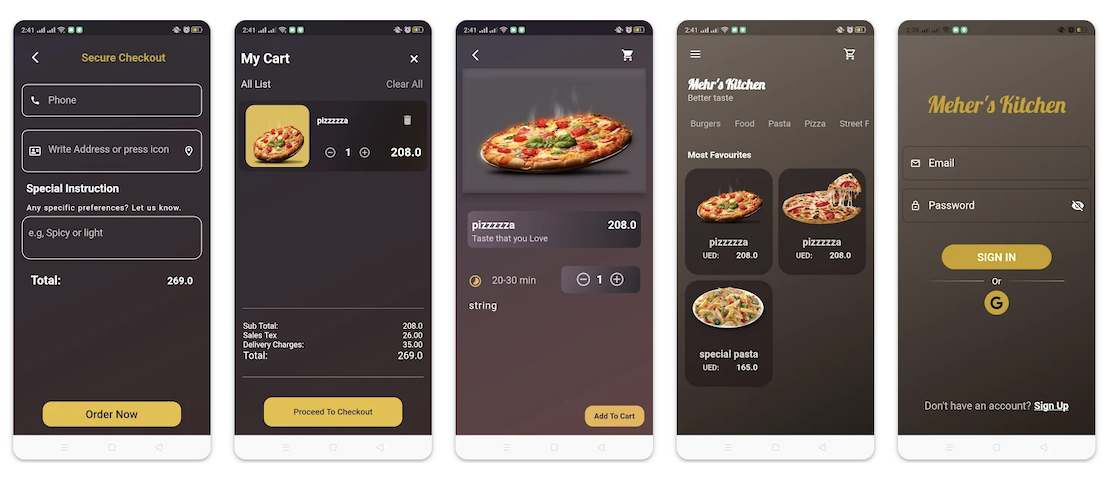 2:41
Secure Checkout
Phone
Write Address or press icon
Special Instruction
Any specific preferences? Let us know.
e.g, Spicy or light
Total: 269.0
Order Now
2:41
My Cart
All List Clear All
pizzzzza
1 208.0
Sub Total: 208.0
Sales Tex 26.00
Delivery Charges: 35.00
Total: 269.0
Proceed To Checkout
2:41
pizzzzza 208.0
Taste that you Love
20-30 min 1
string
Add To Cart
2:41
Mehr's Kitchen
Better taste
Burgers Food Pasta Pizza Street F
Most Favourites
pizzzzza pizzzzza
UED: 208.0 UED: 208.0
special pasta
UED: 165.0
Meher's Kitchen
Email
Password
SIGN IN
Or
G
Don't have an account? Sign Up